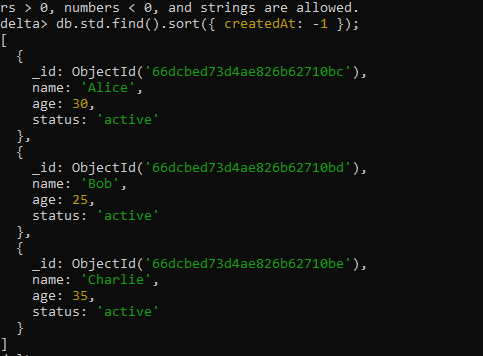 rs > 0, numbers < 0, and strings are allowed.
delta> db.std.find().sort({ createdAt: -1 });
[
  {
    _id: ObjectId('66dcbed73d4ae826b62710bc'),
    name: 'Alice',
    age: 30,
    status: 'active'
  },
  {
    _id: ObjectId('66dcbed73d4ae826b62710bd'),
    name: 'Bob',
    age: 25,
    status: 'active'
  },
  {
    _id: ObjectId('66dcbed73d4ae826b62710be'),
    name: 'Charlie',
    age: 35,
    status: 'active'
  }
]